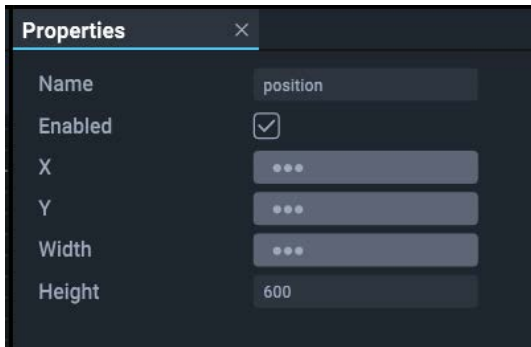 Properties
Name position
Enabled
X •••
Y •••
Width •••
Height 600